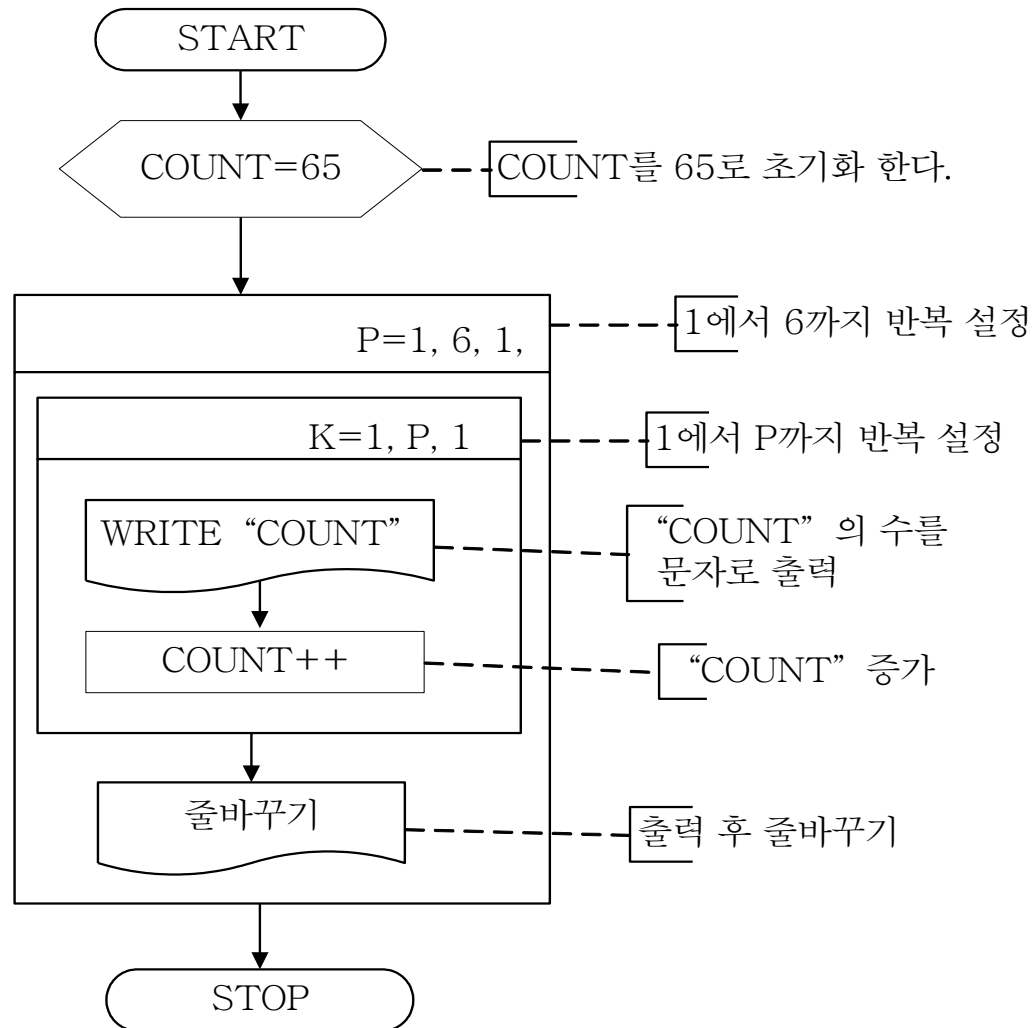 START
COUNT=65
COUNT를 65로 초기화 한다.
P=1, 6, 1,
1에서 6까지 반복 설정
K=1, P, 1
1에서 P까지 반복 설정
WRITE “COUNT”
“COUNT” 의 수를
문자로 출력
COUNT++
“COUNT” 증가
줄바꾸기
출력 후 줄바꾸기
STOP